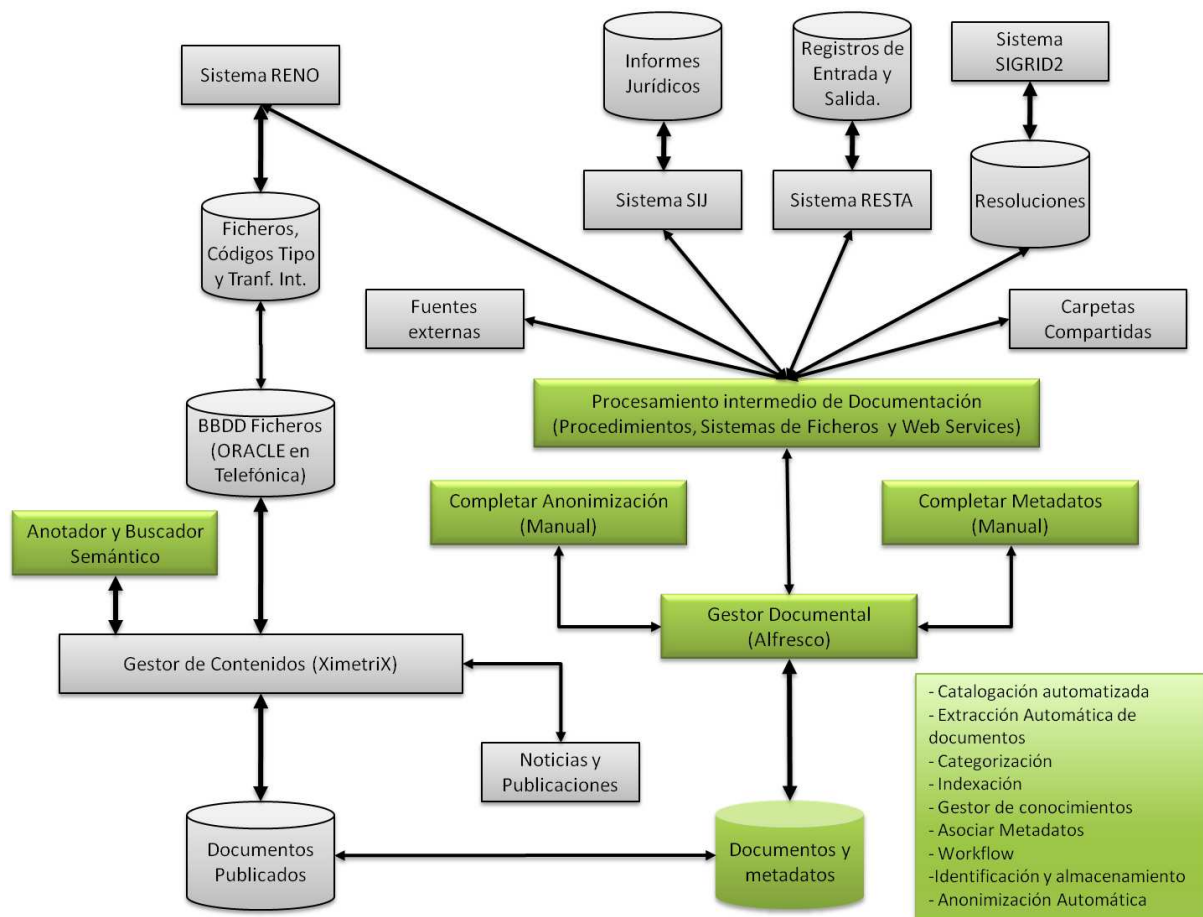 Sistema RENO
Informes
Jurídicos
Registros de
Entrada y
Salida.
Sistema
SIGRID2
Sistema SIJ
Sistema RESTA
Resoluciones
Ficheros,
Códigos Tipo
y Tranf. Int.
Fuentes
externas
Carpetas
Compartidas
Procesamiento intermedio de Documentación
(Procedimientos, Sistemas de Ficheros y Web Services)
BBDD Ficheros
(ORACLE en
Telefónica)
Completar Anonimización
(Manual)
Completar Metadatos
(Manual)
Anotador y Buscador
Semántico
Gestor Documental
(Alfresco)
Gestor de Contenidos (XimetriX)
Noticias y
Publicaciones
Documentos
Publicados
Documentos y
metadatos
- Catalogación automatizada
- Extracción Automática de
documentos
- Categorización
- Indexación
- Gestor de conocimientos
- Asociar Metadatos
- Workflow
-Identificación y almacenamiento
- Anonimización Automática